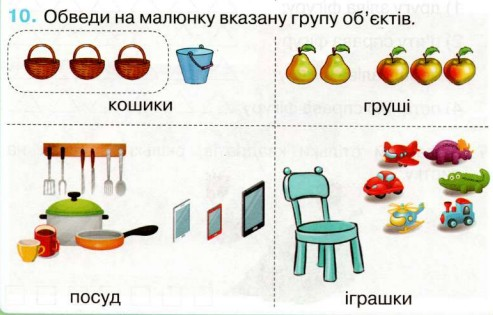 10. Обведи на малюнку вказану групу об’єктів.
кошики
груші
посуд
іграшки